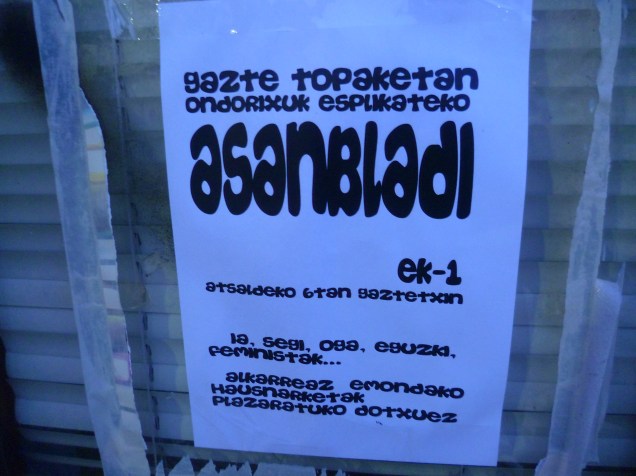 gazte topaketan
ondorixuk esplikateko
asanbladi
ek-1
atsaldeko 6tan gaztetxin
ia, segi, oga, eguzki,
feministak...
alkarreaz emondako
hausnarketak
plazaratuko dotxuez